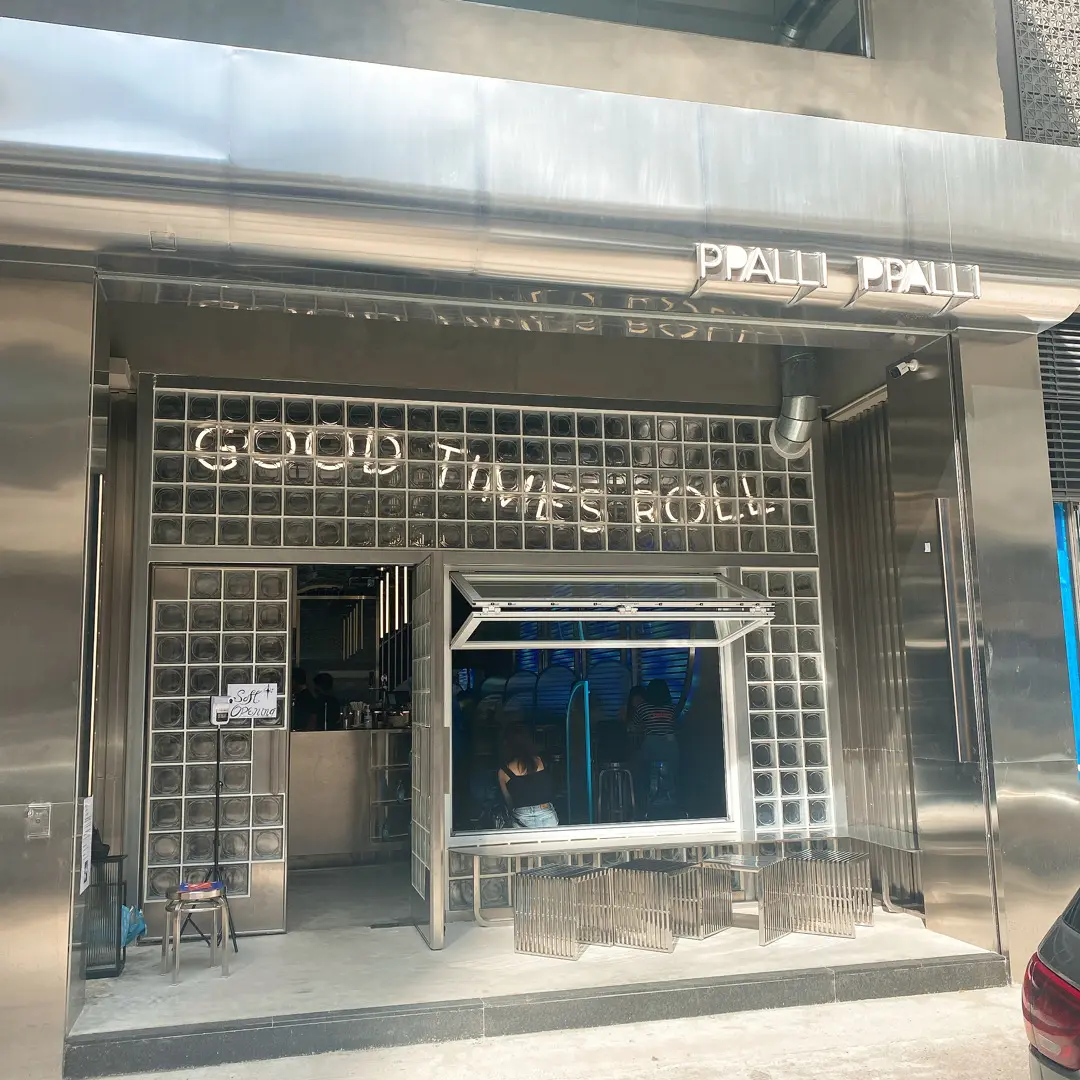 PPALLI PPALLI
GOOD TIMES ROLL
Soft
OPENING